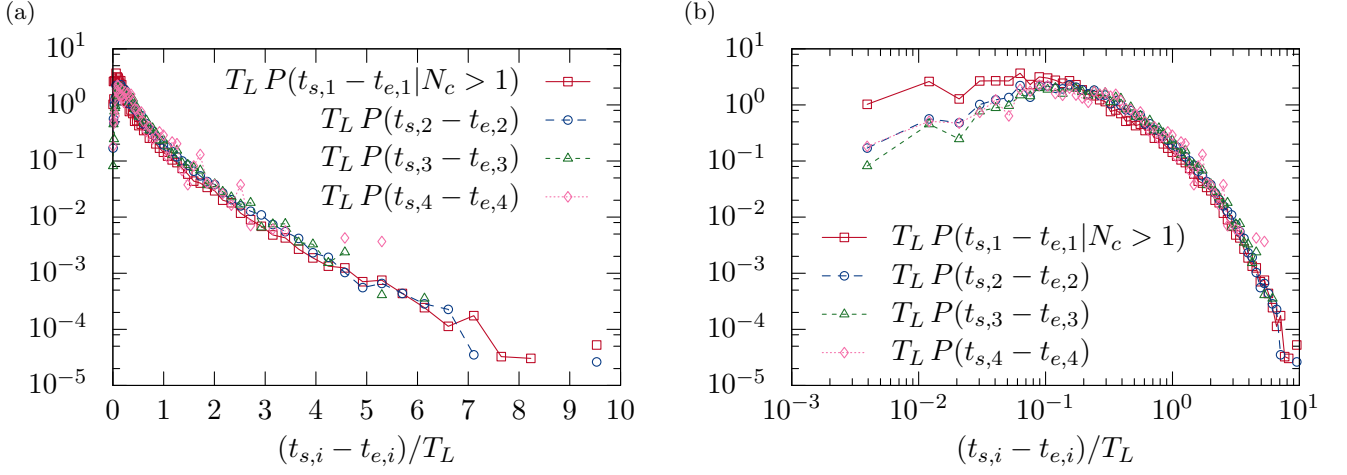 (a)
10^1
10^0
10^{-1}
10^{-2}
10^{-3}
10^{-4}
10^{-5}
T_L P(t_{s,1} − t_{e,1}|N_c > 1)
T_L P(t_{s,2} − t_{e,2})
T_L P(t_{s,3} − t_{e,3})
T_L P(t_{s,4} − t_{e,4})
0 1 2 3 4 5 6 7 8 9 10
(t_{s,i} − t_{e,i})/T_L
(b)
10^1
10^0
10^{-1}
10^{-2}
10^{-3}
10^{-4}
10^{-5}
T_L P(t_{s,1} − t_{e,1}|N_c > 1)
T_L P(t_{s,2} − t_{e,2})
T_L P(t_{s,3} − t_{e,3})
T_L P(t_{s,4} − t_{e,4})
10^{-3} 10^{-2} 10^{-1} 10^0 10^1
(t_{s,i} − t_{e,i})/T_L